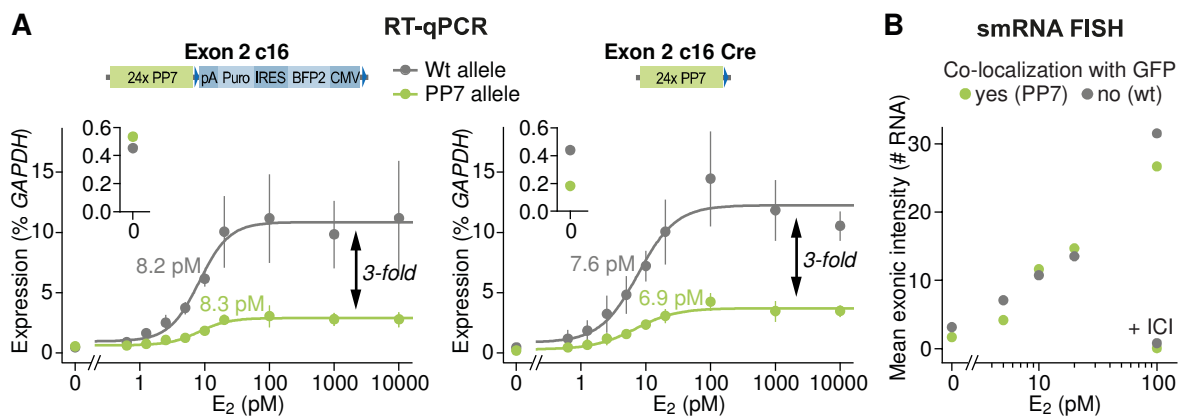 A
RT-qPCR
B
smRNA FISH
Exon 2 c16
24x PP7
pA
Puro
IRES
BFP2
CMV
Wt allele
PP7 allele
Exon 2 c16 Cre
24x PP7
Co-localization with GFP
yes (PP7)
no (wt)
Expression (% GAPDH)
15
10
5
0
0.6
0.4
0.2
0.0
0
8.2 pM
8.3 pM
3-fold
0
1
10
100
1000
10000
E2 (pM)
Expression (% GAPDH)
15
10
5
0
0.6
0.4
0.2
0.0
0
7.6 pM
6.9 pM
3-fold
0
1
10
100
1000
10000
E2 (pM)
Mean exonic intensity (# RNA)
30
20
10
0
+ ICI
0
10
100
E2 (pM)